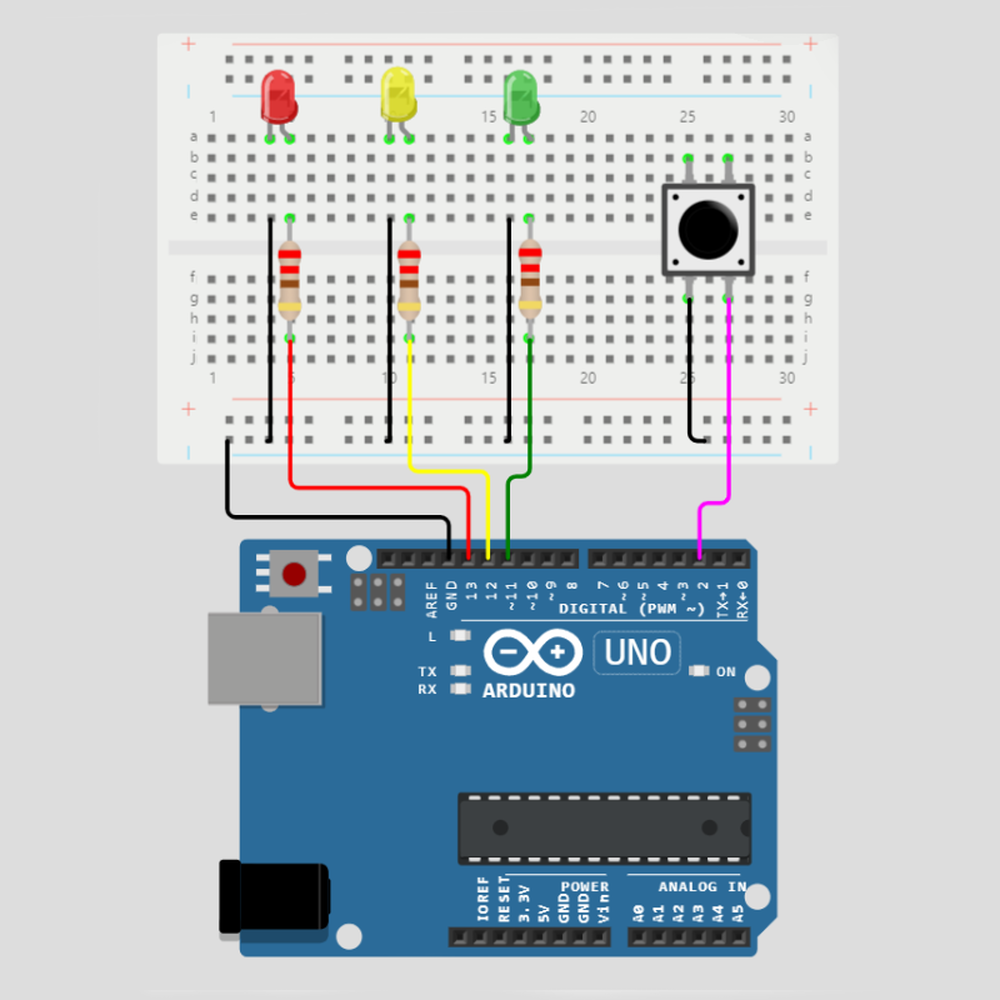 + +
1 15 20 25 30
a a
b b
c c
d d
e e
f f
g g
h h
i i
j j
1 5 10 15 20 25 30
+ +
AREF GND 13 12 ~11 ~10 ~9 8 7 ~6 ~5 4 ~3 2 TX→1 RX←0
DIGITAL (PWM ~)
L
TX
RX
ARDUINO
UNO
ON
POWER
ANALOG IN
IOREF RESET 3.3V 5V GND GND Vin A0 A1 A2 A3 A4 A5